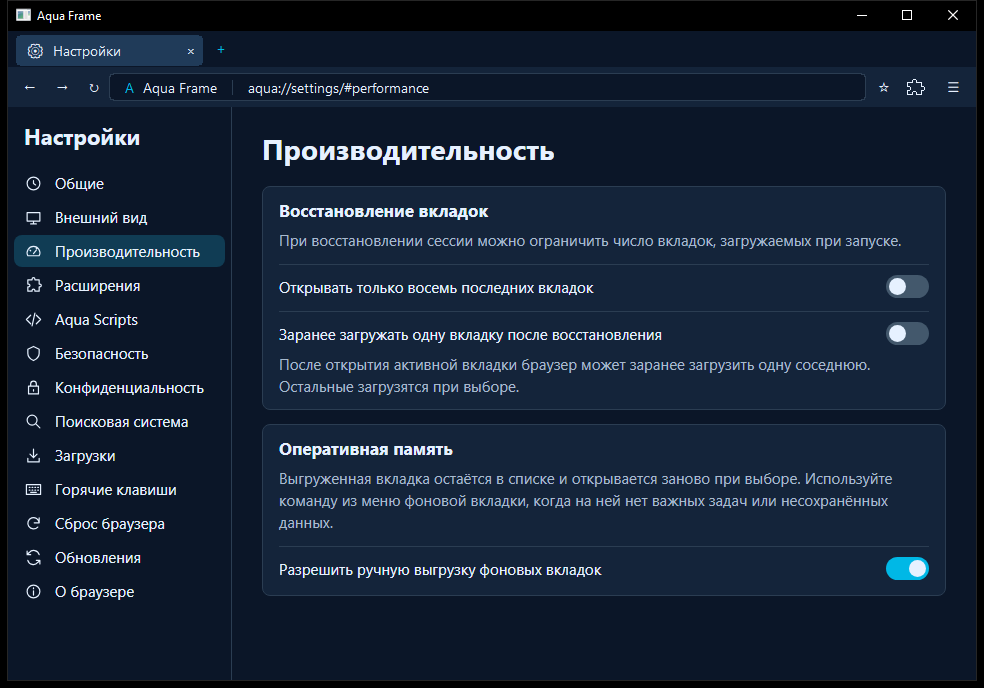 Aqua Frame
Настройки
Aqua Frame
aqua://settings/#performance
Настройки
Общие
Внешний вид
Производительность
Расширения
Aqua Scripts
Безопасность
Конфиденциальность
Поисковая система
Загрузки
Горячие клавиши
Сброс браузера
Обновления
О браузере
Производительность
Восстановление вкладок
При восстановлении сессии можно ограничить число вкладок, загружаемых при запуске.
Открывать только восемь последних вкладок
Заранее загружать одну вкладку после восстановления
После открытия активной вкладки браузер может заранее загрузить одну соседнюю.
Остальные загрузятся при выборе.
Оперативная память
Выгруженная вкладка остаётся в списке и открывается заново при выборе. Используйте
команду из меню фоновой вкладки, когда на ней нет важных задач или несохранённых
данных.
Разрешить ручную выгрузку фоновых вкладок